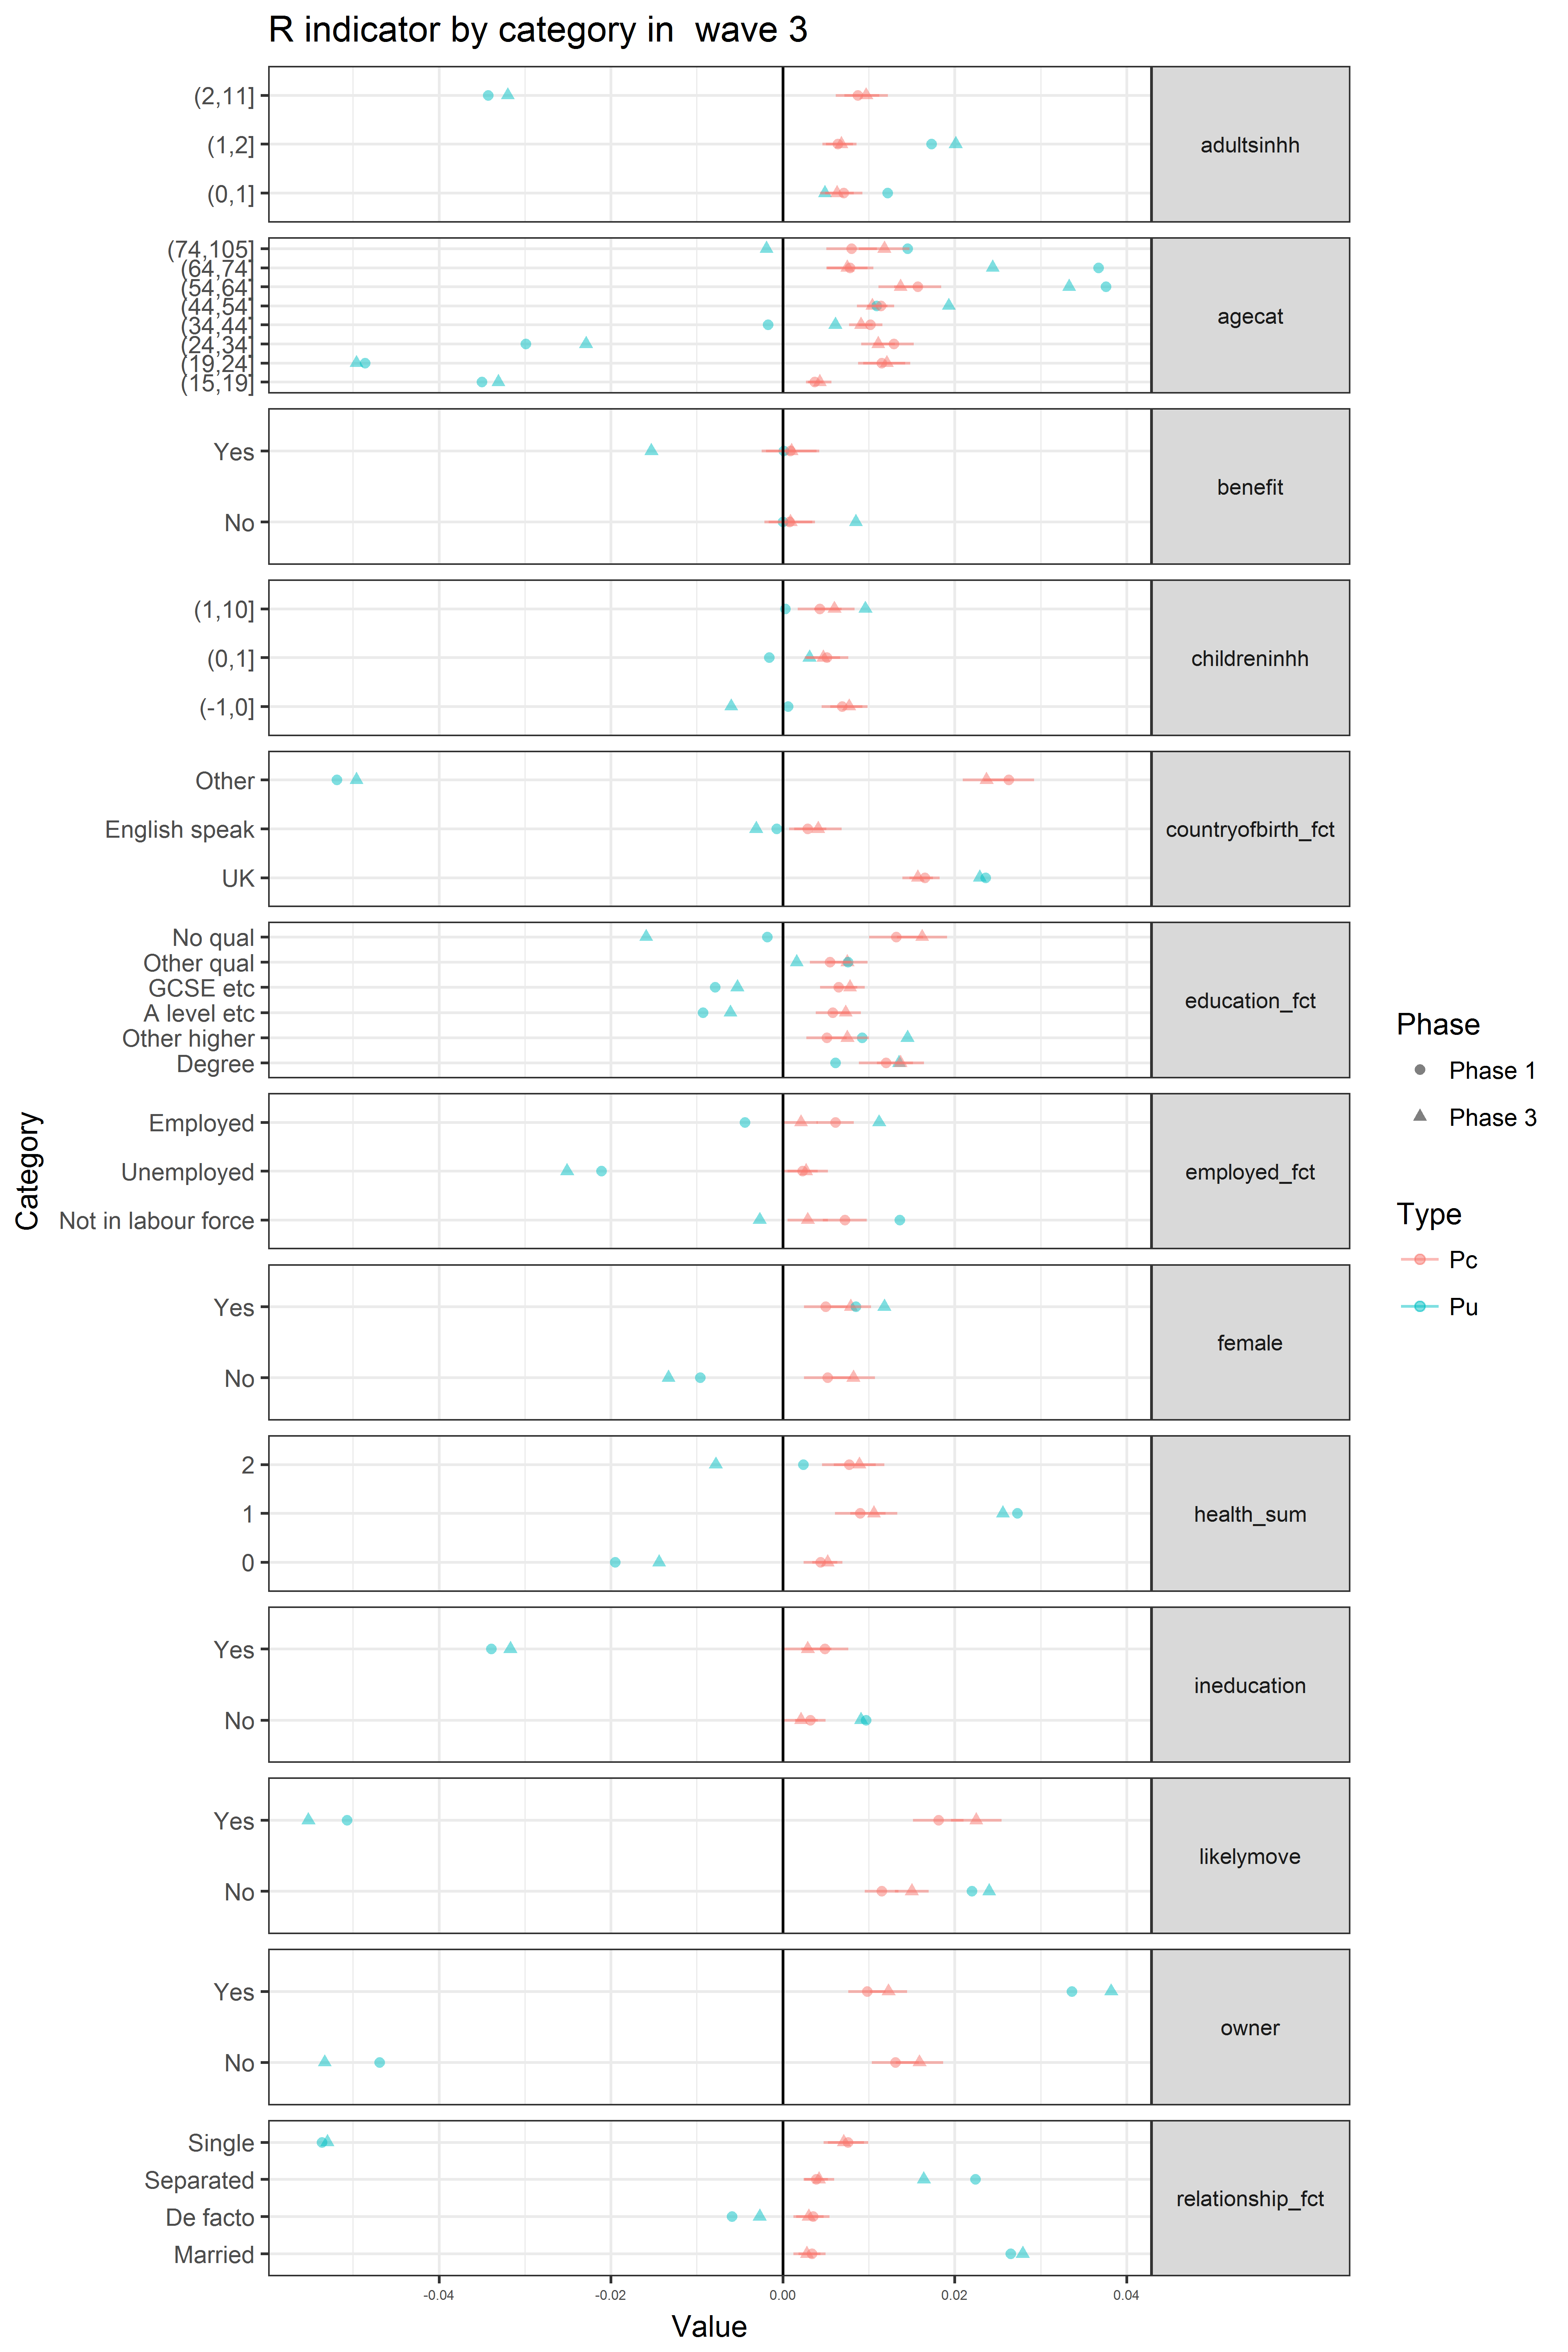 R indicator by category in  wave 3
(2,11]
(1,2]
(0,1]
adultsinhh
(74,105]
(64,74]
(54,64]
(44,54]
(34,44]
(24,34]
(19,24]
(15,19]
agecat
Yes
No
benefit
(1,10]
(0,1]
(-1,0]
childreninhh
Other
English speak
UK
countryofbirth_fct
No qual
Other qual
GCSE etc
A level etc
Other higher
Degree
education_fct
Employed
Unemployed
Not in labour force
employed_fct
Yes
No
female
2
1
0
health_sum
Yes
No
ineducation
Yes
No
likelymove
Yes
No
owner
Single
Separated
De facto
Married
relationship_fct
-0.04
-0.02
0.00
0.02
0.04
Value
Category
Phase
Phase 1
Phase 3
Type
Pc
Pu